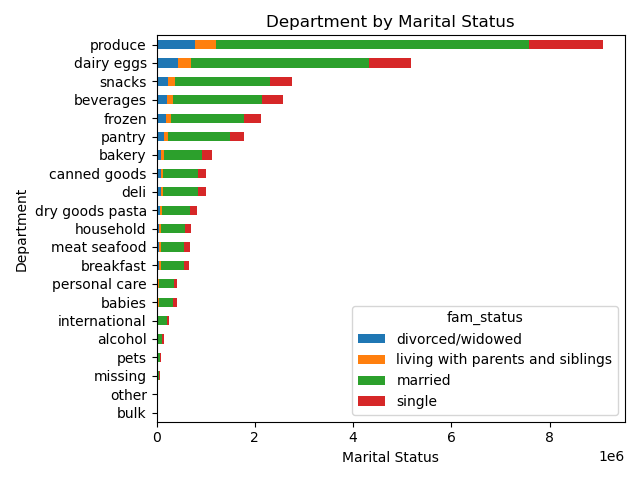 Department by Marital Status
produce
dairy eggs
snacks
beverages
frozen
pantry
bakery
canned goods
deli
dry goods pasta
household
meat seafood
breakfast
personal care
babies
international
alcohol
pets
missing
other
bulk
Department
fam_status
divorced/widowed
living with parents and siblings
married
single
0 2 4 6 8
1e6
Marital Status